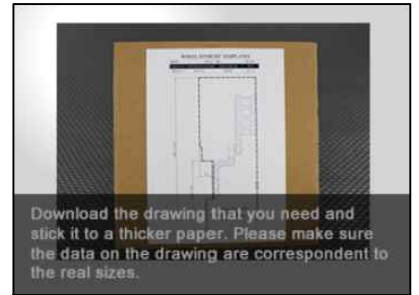 Download the drawing that you need and
stick it to a thicker paper. Please make sure
the data on the drawing are correspondent to
the real sizes.